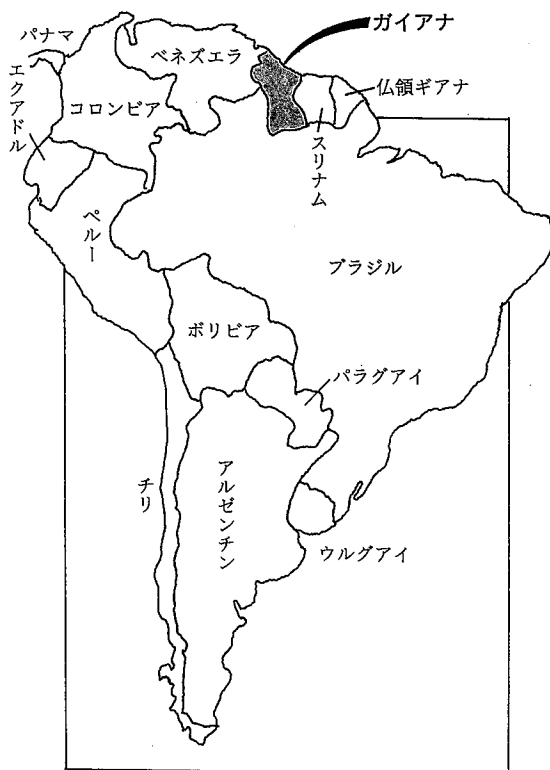 パナマ
ベネズエラ
ガイアナ
エクアドル
コロンビア
仏領ギアナ
スリナム
ペルー
ブラジル
ボリビア
パラグアイ
チリ
アルゼンチン
ウルグアイ